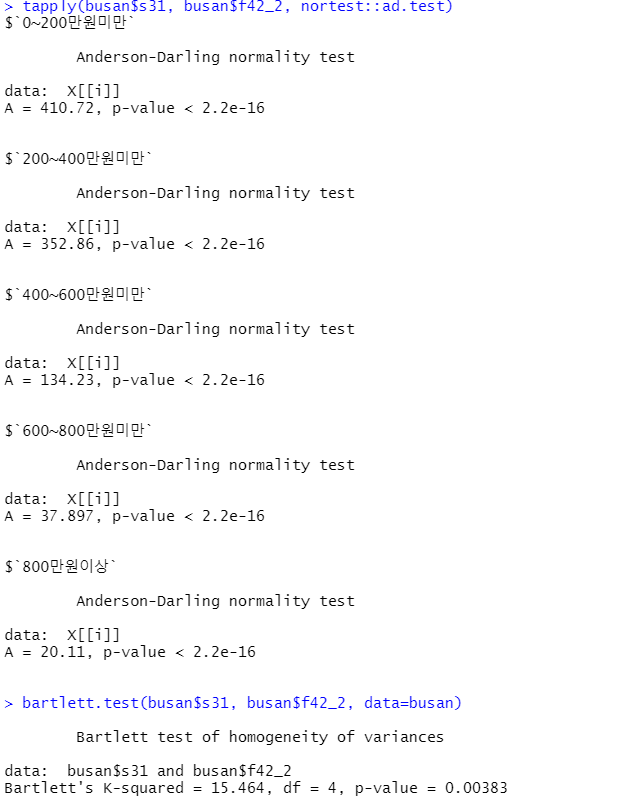 > tapply(busan$s31, busan$f42_2, nortest::ad.test)
$`0~200만원미만`
Anderson-Darling normality test
data:  X[[i]]
A = 410.72, p-value < 2.2e-16
$`200~400만원미만`
Anderson-Darling normality test
data:  X[[i]]
A = 352.86, p-value < 2.2e-16
$`400~600만원미만`
Anderson-Darling normality test
data:  X[[i]]
A = 134.23, p-value < 2.2e-16
$`600~800만원미만`
Anderson-Darling normality test
data:  X[[i]]
A = 37.897, p-value < 2.2e-16
$`800만원이상`
Anderson-Darling normality test
data:  X[[i]]
A = 20.11, p-value < 2.2e-16
> bartlett.test(busan$s31, busan$f42_2, data=busan)
Bartlett test of homogeneity of variances
data:  busan$s31 and busan$f42_2
Bartlett's K-squared = 15.464, df = 4, p-value = 0.00383